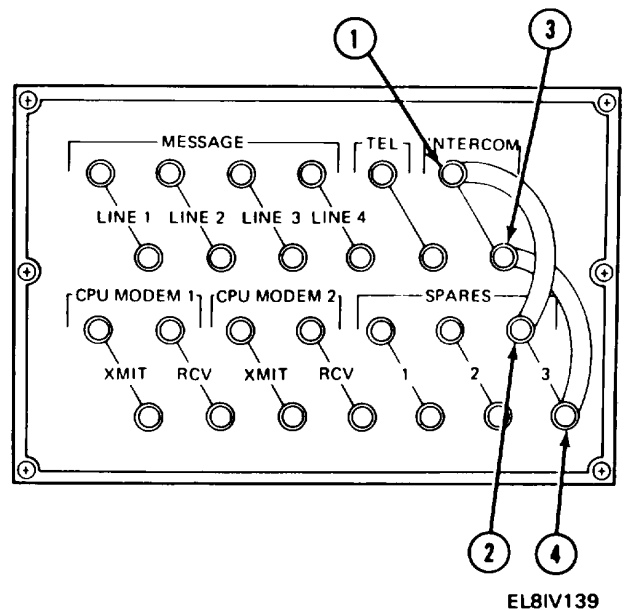 1 3
MESSAGE TEL INTERCOM
LINE 1 LINE 2 LINE 3 LINE 4
CPU MODEM 1 CPU MODEM 2 SPARES
XMIT RCV XMIT RCV 1 2 3
2 4
EL8IV139